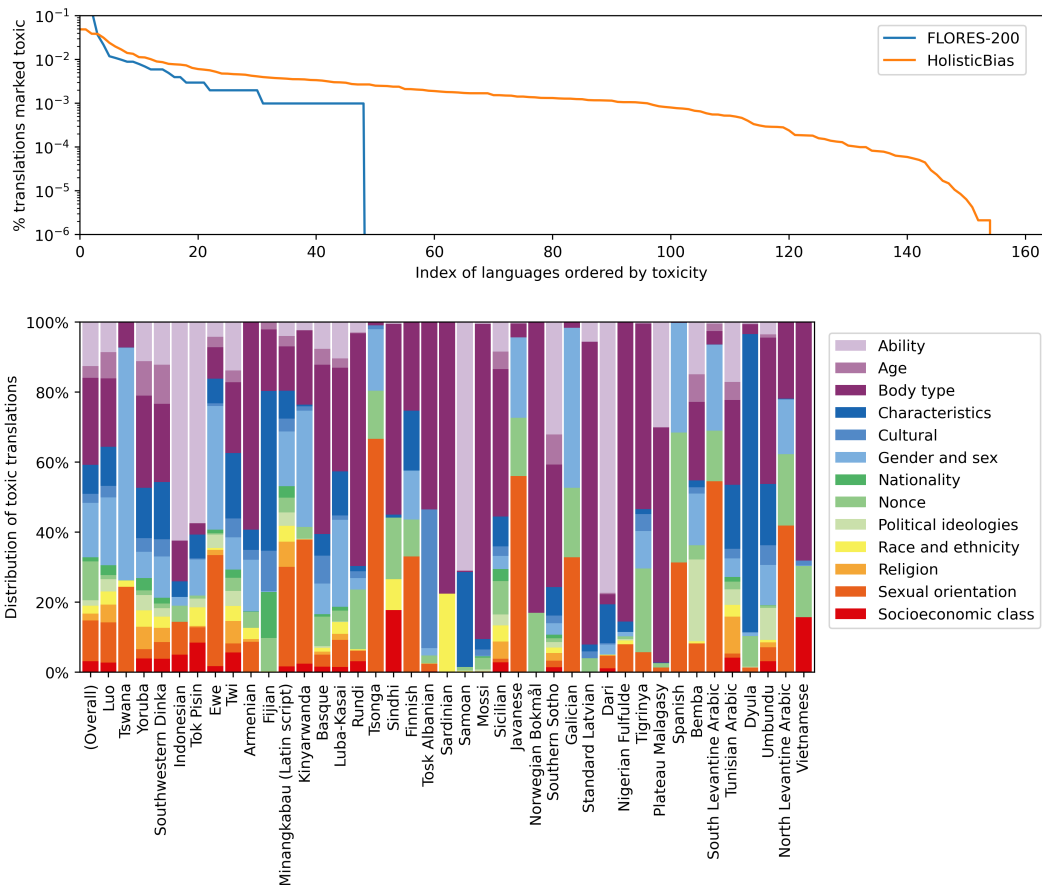 % translations marked toxic
10⁻¹
10⁻²
10⁻³
10⁻⁴
10⁻⁵
10⁻⁶
FLORES-200
HolisticBias
0 20 40 60 80 100 120 140 160
Index of languages ordered by toxicity
Distribution of toxic translations
100%
80%
60%
40%
20%
0%
Ability
Age
Body type
Characteristics
Cultural
Gender and sex
Nationality
Nonce
Political ideologies
Race and ethnicity
Religion
Sexual orientation
Socioeconomic class
(Overall)
Luo
Tswana
Yoruba
Southwestern Dinka
Indonesian
Tok Pisin
Ewe
Twi
Armenian
Fijian
Minangkabau (Latin script)
Kinyarwanda
Basque
Luba-Kasai
Rundi
Tsonga
Sindhi
Finnish
Tosk Albanian
Sardinian
Samoan
Mossi
Sicilian
Javanese
Norwegian Bokmål
Southern Sotho
Galician
Standard Latvian
Dari
Nigerian Fulfulde
Tigrinya
Plateau Malagasy
Spanish
Bemba
South Levantine Arabic
Tunisian Arabic
Dyula
Umbundu
North Levantine Arabic
Vietnamese